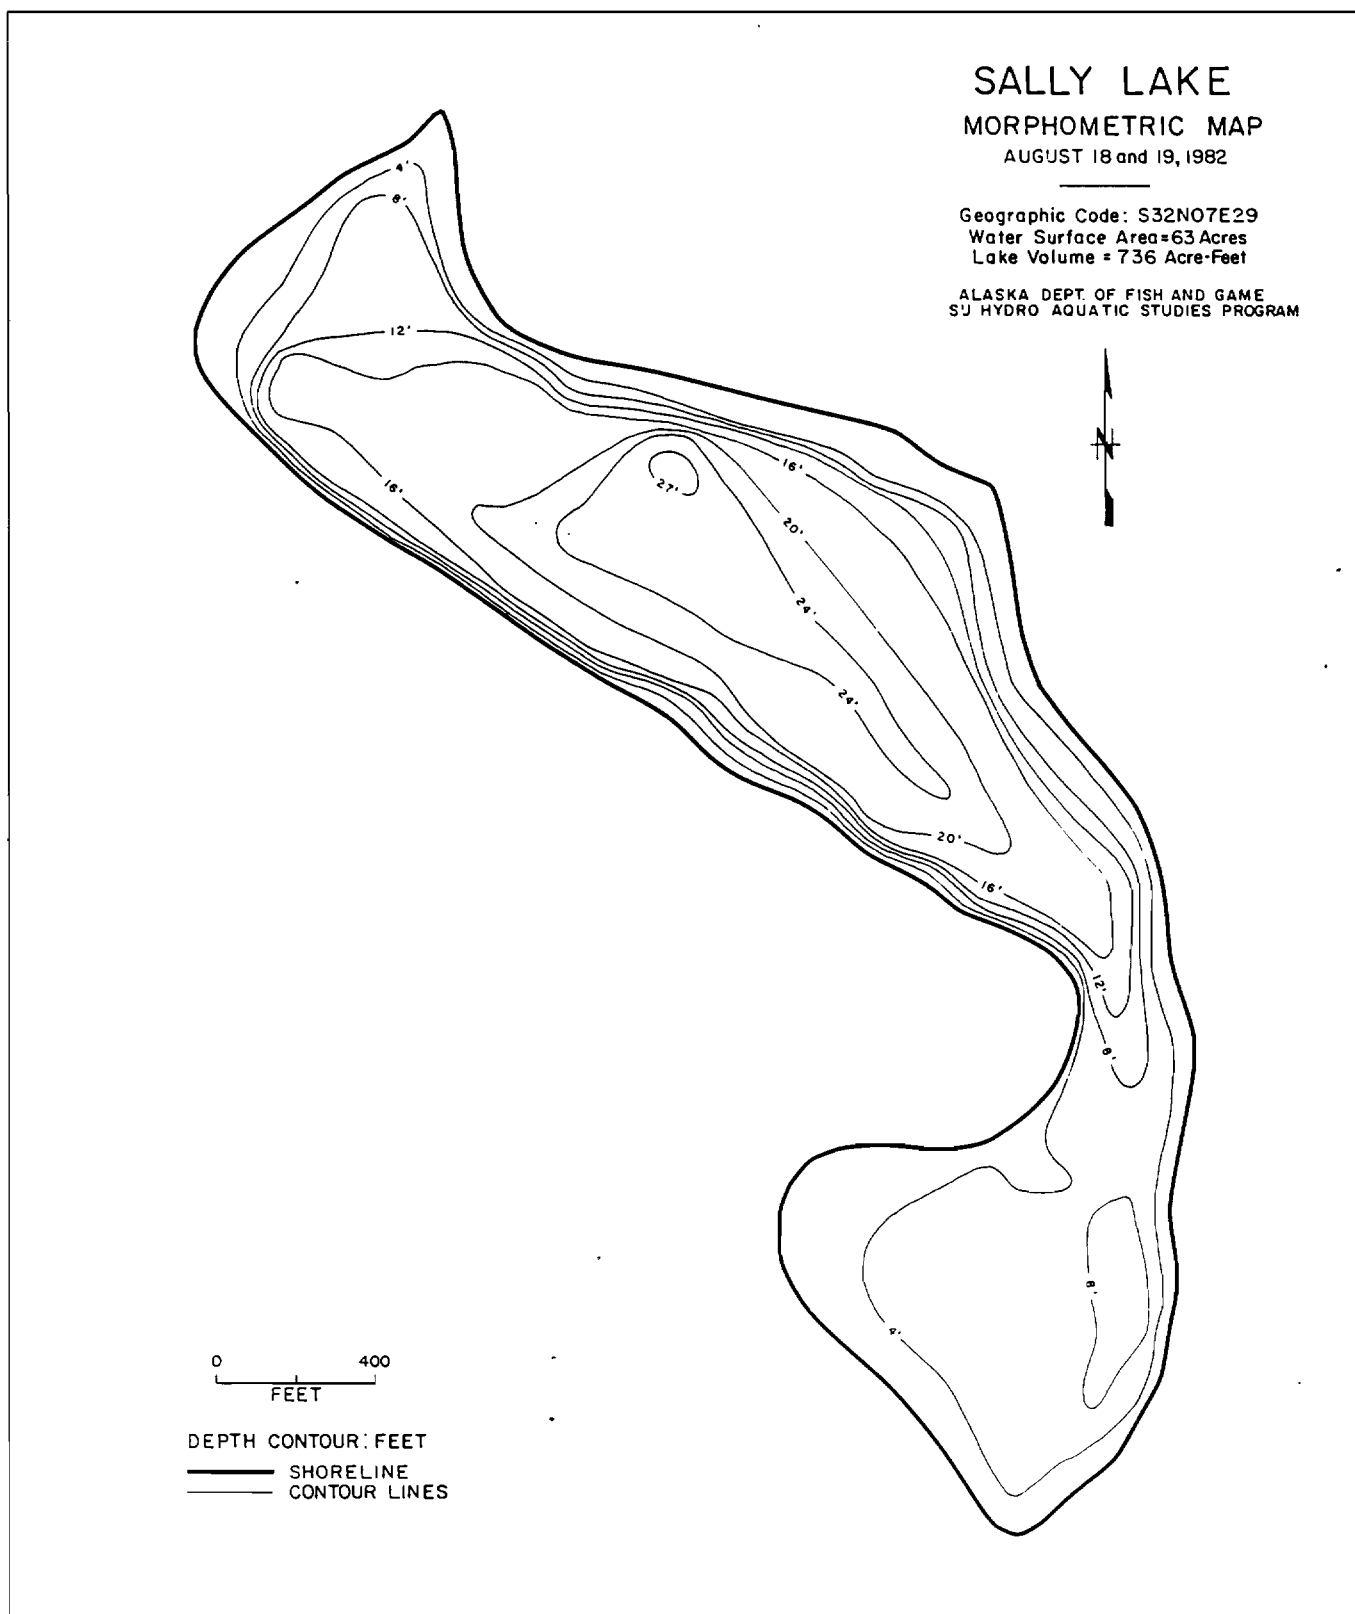 SALLY LAKE
MORPHOMETRIC MAP
AUGUST 18 and 19, 1982
Geographic Code: S32N07E29
Water Surface Area=63 Acres
Lake Volume = 736 Acre-Feet
ALASKA DEPT. OF FISH AND GAME
SU HYDRO AQUATIC STUDIES PROGRAM
4'
8'
12'
N
16'
27'
16'
20'
24'
24'
20'
16'
12'
8'
8'
4'
0 400
FEET
DEPTH CONTOUR: FEET
SHORELINE
CONTOUR LINES